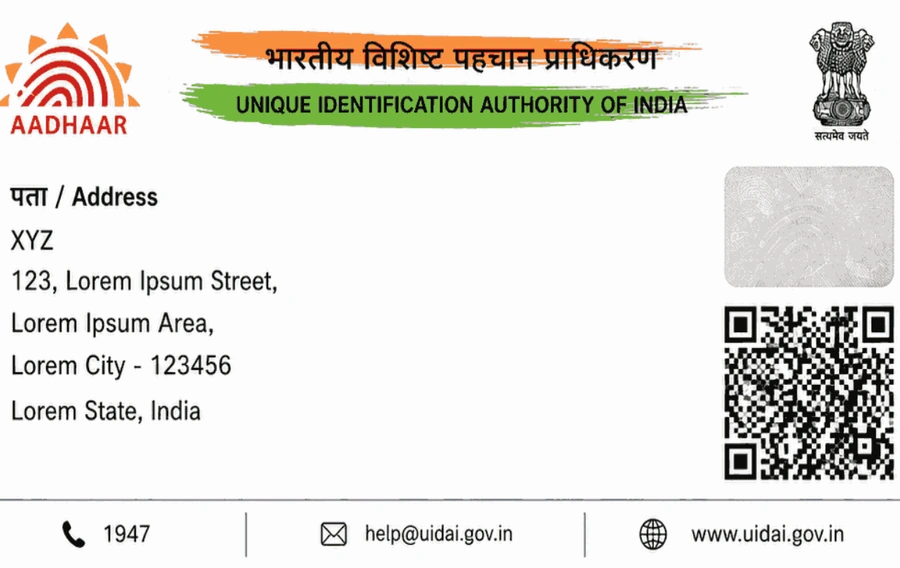 भारतीय विशिष्ट पहचान प्राधिकरण
UNIQUE IDENTIFICATION AUTHORITY OF INDIA
AADHAAR
सत्यमेव जयते
पता / Address
XYZ
123, Lorem Ipsum Street,
Lorem Ipsum Area,
Lorem City - 123456
Lorem State, India
1947
help@uidai.gov.in
www.uidai.gov.in